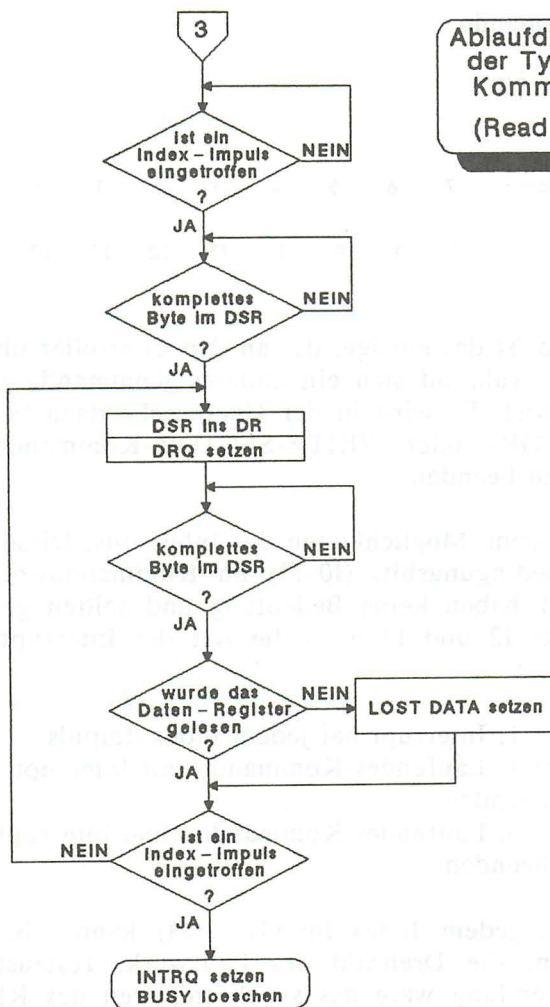 3
Ablaufd
der Ty
Komm
(Read
ist ein
Index – Impuls
eingetroffen
?
NEIN
JA
komplettes
Byte im DSR
?
NEIN
JA
DSR ins DR
DRQ setzen
komplettes
Byte im DSR
?
NEIN
JA
wurde das
Daten – Register
gelesen
?
NEIN
LOST DATA setzen
JA
ist ein
Index – Impuls
eingetroffen
?
NEIN
JA
INTRQ setzen
BUSY loeschen